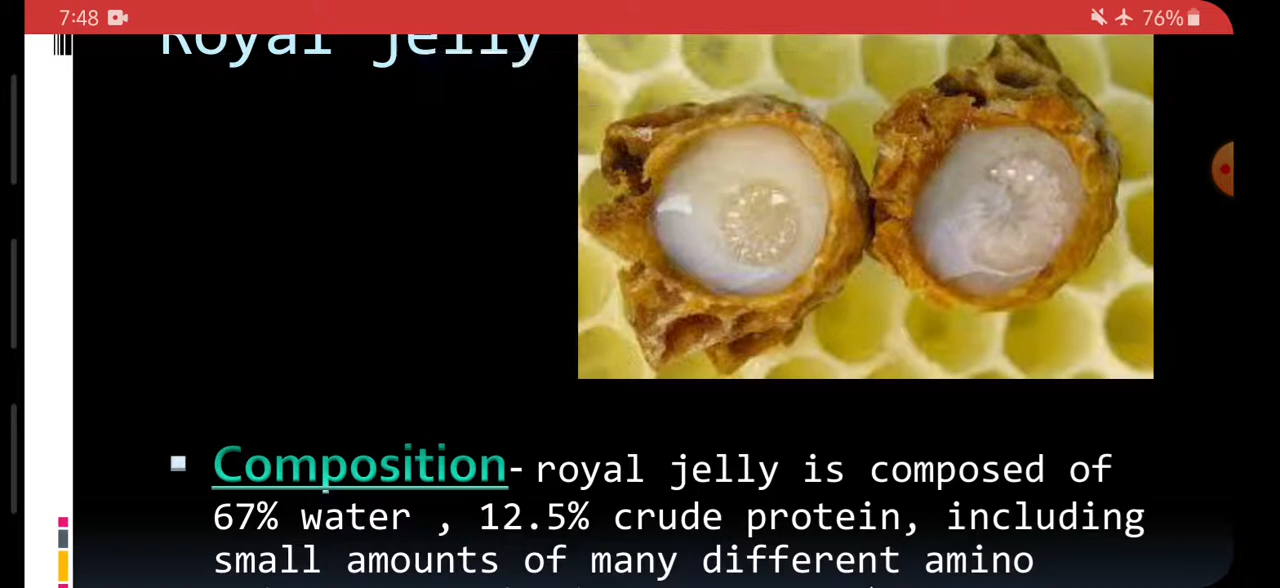 7:48 76%
Royal jelly
Composition- royal jelly is composed of
67% water , 12.5% crude protein, including
small amounts of many different amino